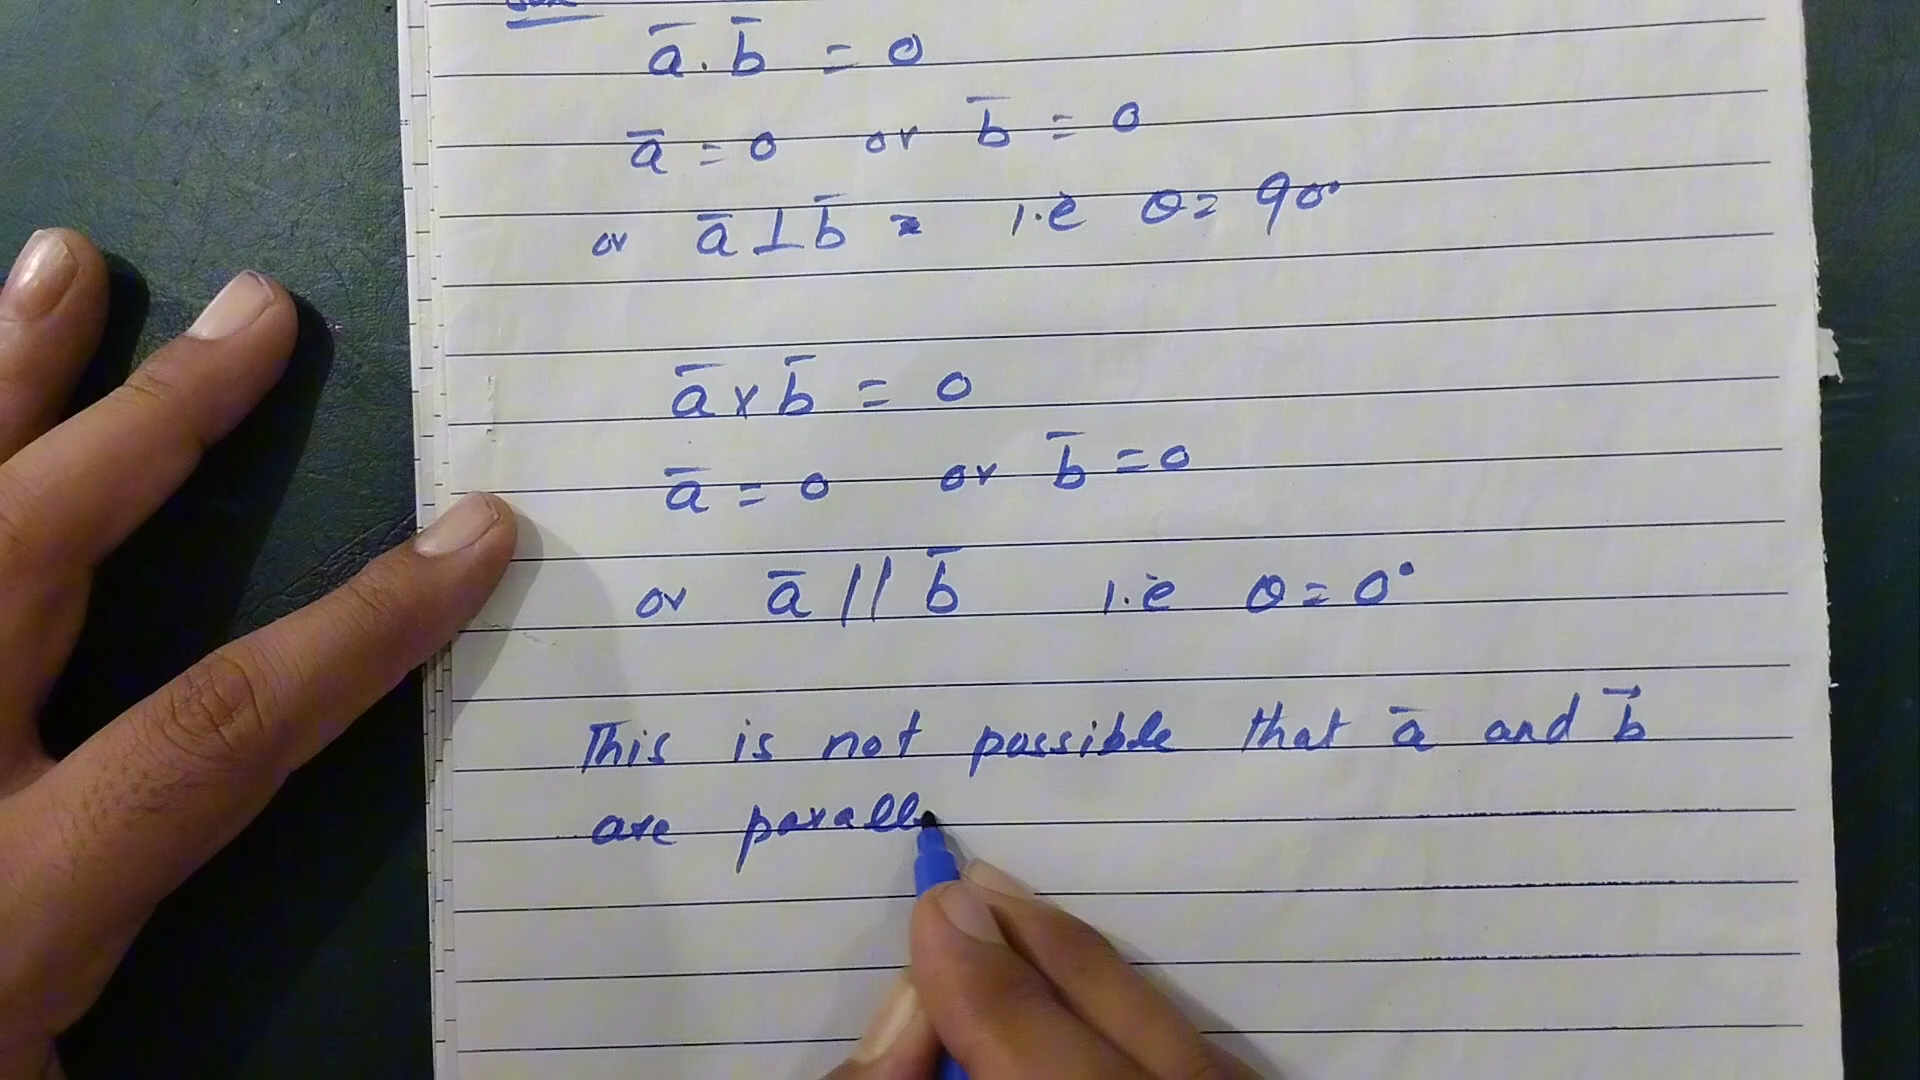 a̅ . b̅ = 0
a̅ = 0 or b̅ = 0
or a̅ ⊥ b̅ = i.e θ = 90°
a̅ × b̅ = 0
a̅ = 0 or b̅ = 0
or a̅ // b̅ i.e θ = 0°
This is not possible that a̅ and b⃗
are paralle